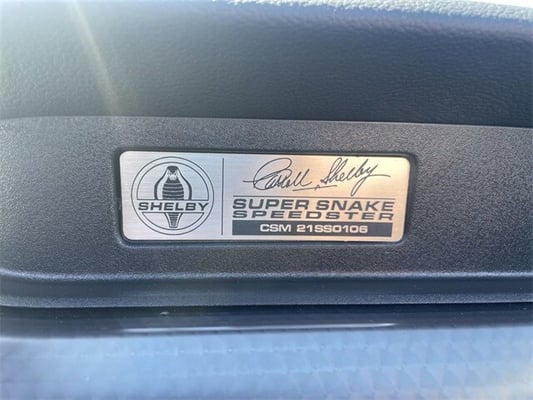 SHELBY
Carroll Shelby
SUPER SNAKE
SPEEDSTER
CSM 21SS0106